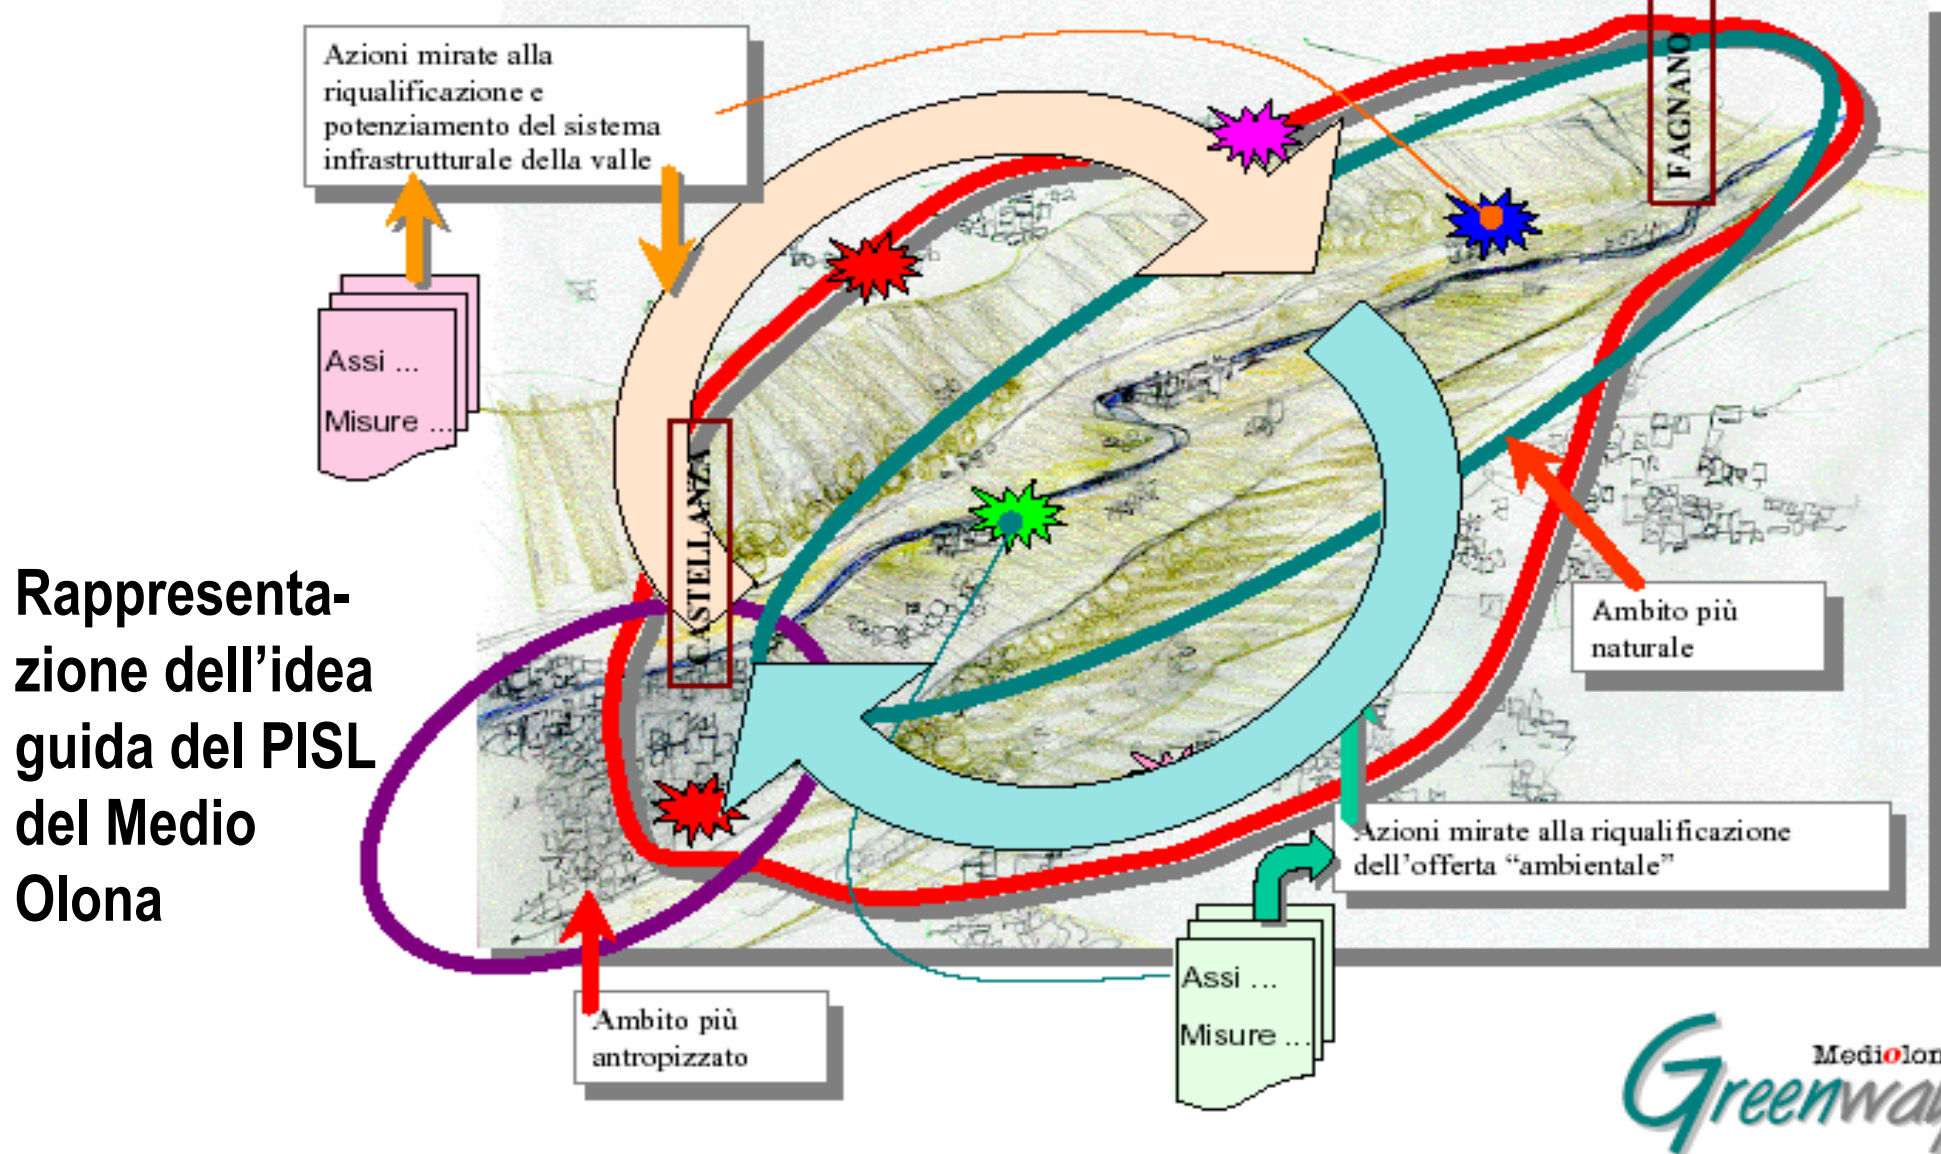 Azioni mirate alla
riqualificazione e
potenziamento del sistema
infrastrutturale della valle
FAGNANO
Assi ...
Misure ...
CASTELLANZA
Rappresenta-
zione dell’idea
guida del PISL
del Medio
Olona
Ambito più
naturale
Azioni mirate alla riqualificazione
dell’offerta “ambientale”
Assi ...
Misure ...
Ambito più
antropizzato
Mediolon
Greenway